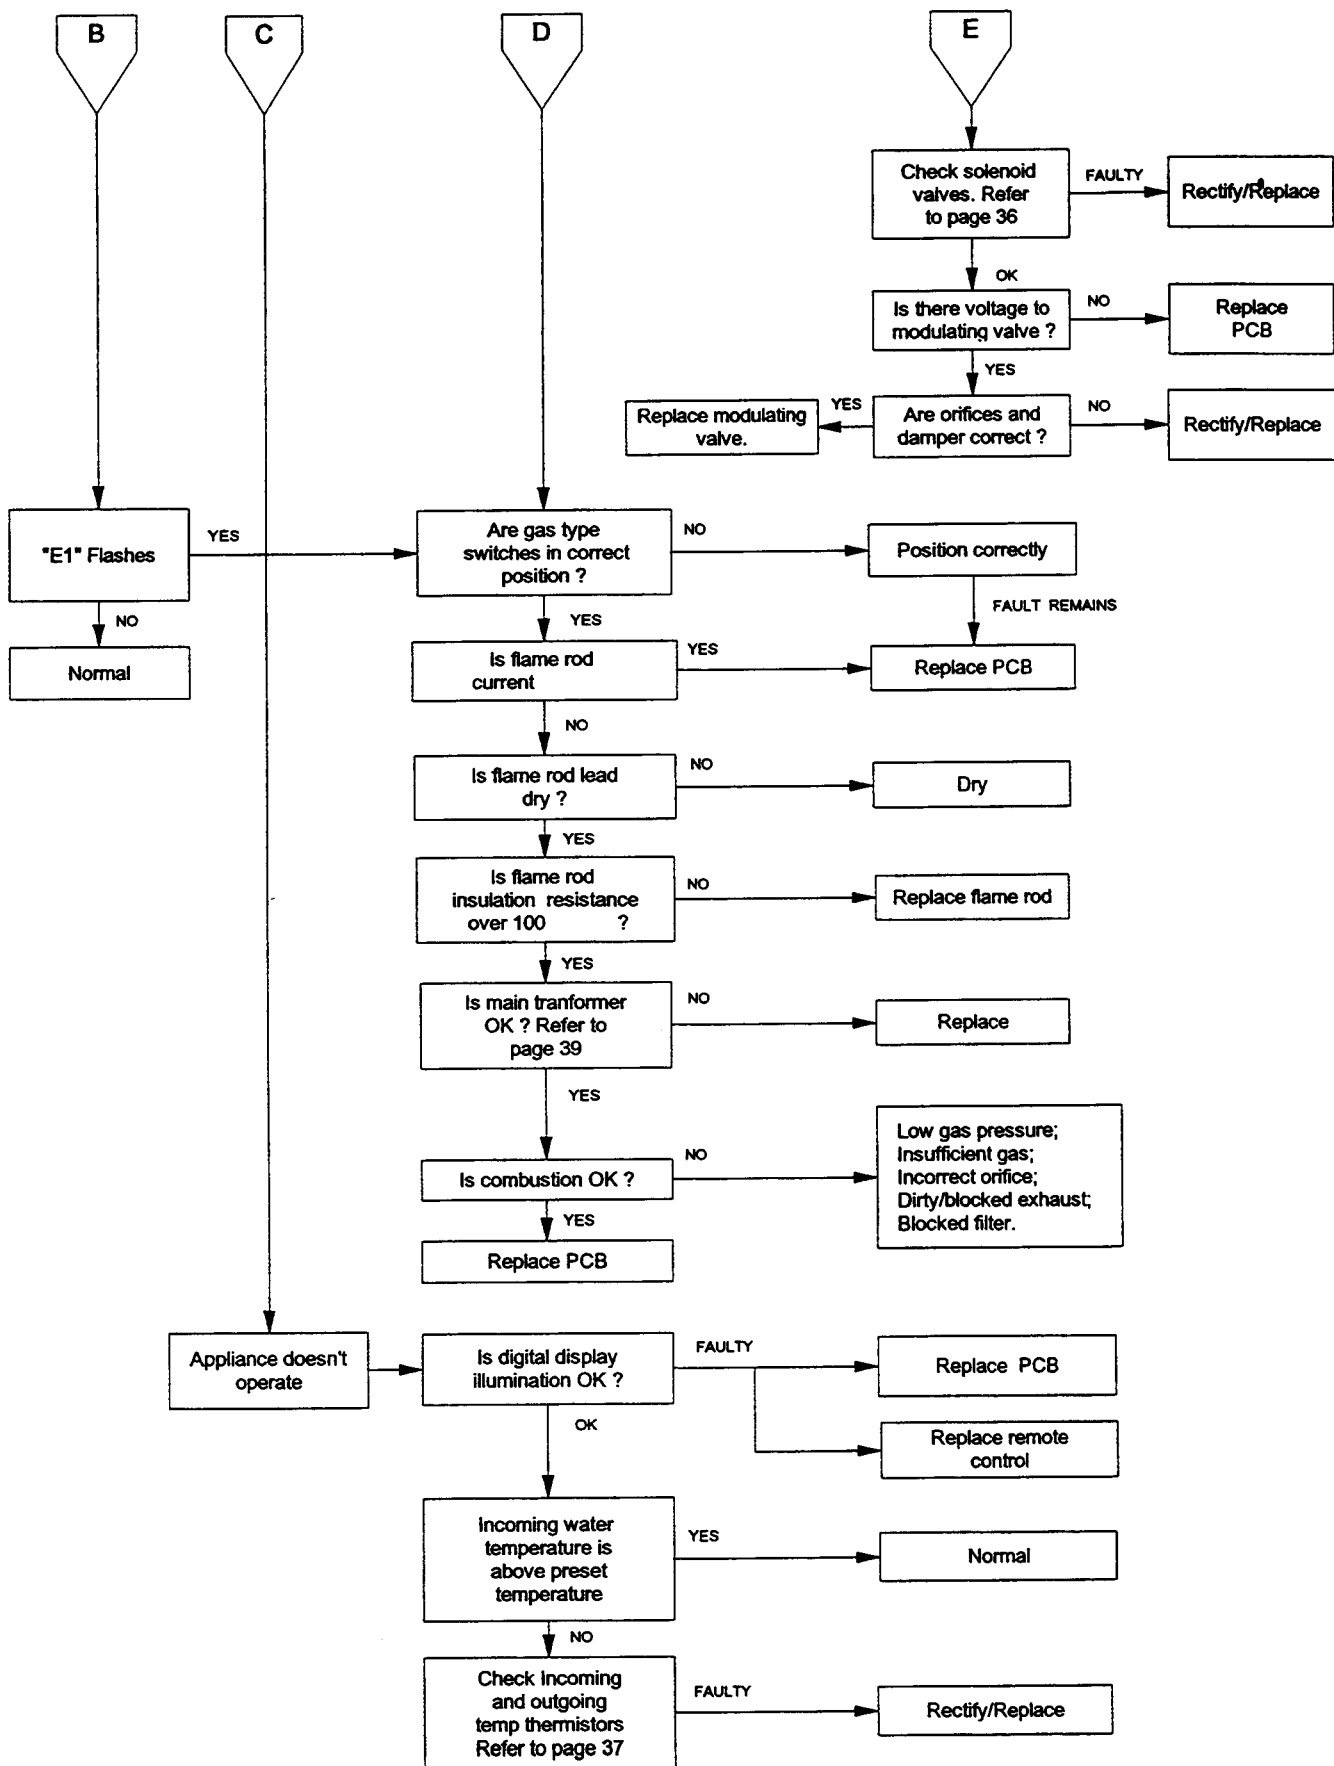 B
C
D
E
Check solenoid
valves. Refer
to page 36
FAULTY
Rectify/Replace
OK
Is there voltage to
modulating valve ?
NO
Replace
PCB
YES
Are orifices and
damper correct ?
YES
Replace modulating
valve.
NO
Rectify/Replace
"E1" Flashes
YES
NO
Normal
Are gas type
switches in correct
position ?
NO
Position correctly
FAULT REMAINS
YES
Is flame rod
current
YES
Replace PCB
NO
Is flame rod lead
dry ?
NO
Dry
YES
Is flame rod
insulation resistance
over 100 ?
NO
Replace flame rod
YES
Is main tranformer
OK ? Refer to
page 39
NO
Replace
YES
Is combustion OK ?
NO
Low gas pressure;
Insufficient gas;
Incorrect orifice;
Dirty/blocked exhaust;
Blocked filter.
YES
Replace PCB
Appliance doesn't
operate
Is digital display
illumination OK ?
FAULTY
Replace PCB
Replace remote
control
OK
Incoming water
temperature is
above preset
temperature
YES
Normal
NO
Check incoming
and outgoing
temp thermistors
Refer to page 37
FAULTY
Rectify/Replace